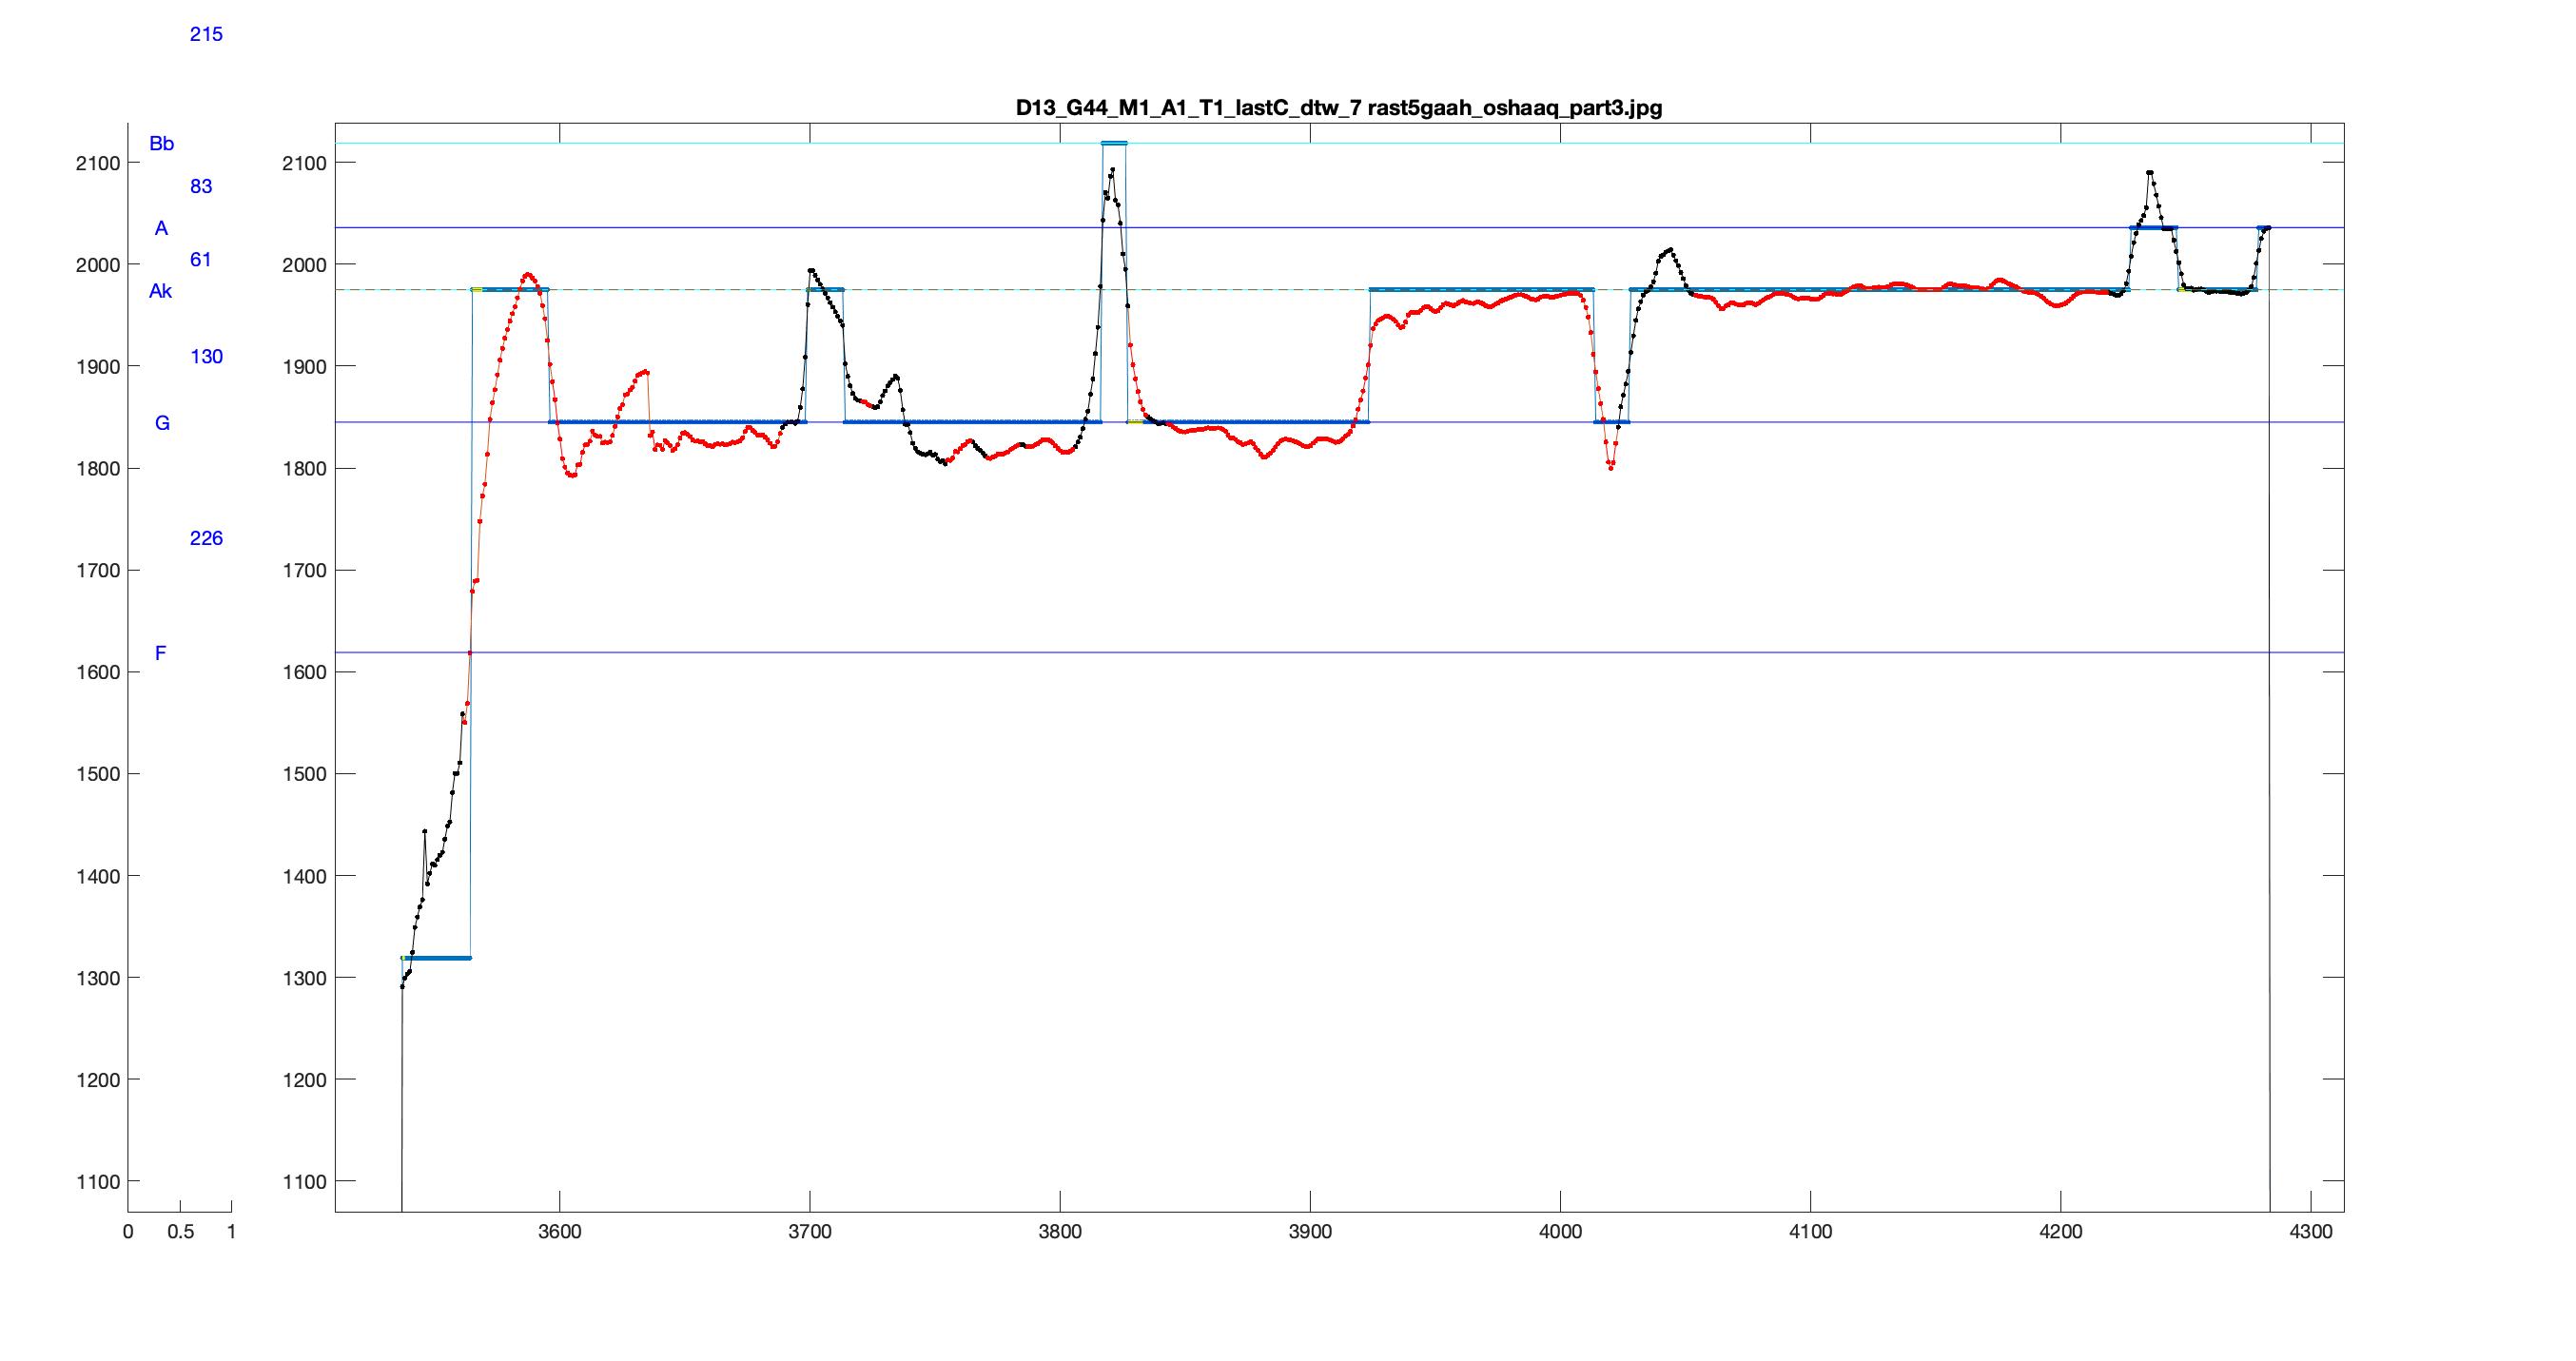 215
D13_G44_M1_A1_T1_lastC_dtw_7 rast5gaah_oshaaq_part3.jpg
Bb
2100 2100
83
A
61
2000 2000
Ak
1900 130 1900
G
1800 1800
226
1700 1700
F
1600 1600
1500 1500
1400 1400
1300 1300
1200 1200
1100 1100
0 0.5 1 3600 3700 3800 3900 4000 4100 4200 4300